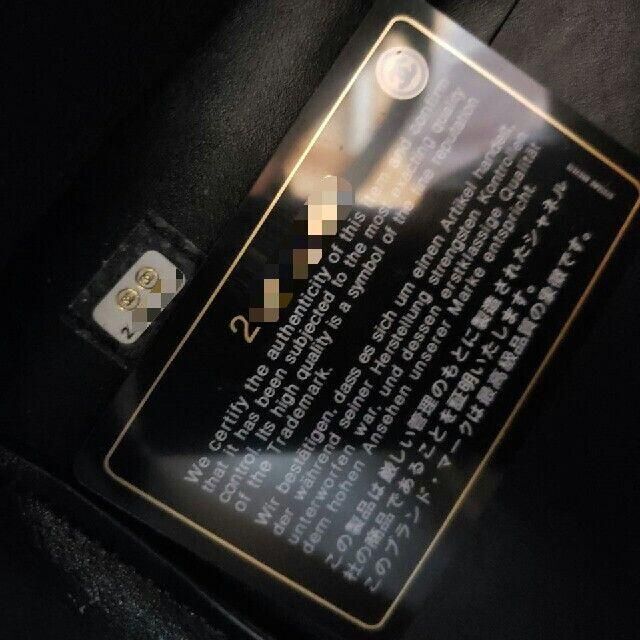 2
2
We certify the authenticity of this item and confirm
that it has been subjected to the most exacting quality
control. Its high quality is a symbol of the reputation
of the Trademark.
Wir bestätigen, dass es sich um einen Artikel handelt,
der während seiner Herstellung strengsten Kontrollen
unterworfen war, und dessen erstklassige Qualität
dem hohen Ansehen unserer Marke entspricht.
この製品は厳しい管理のもとに製造されたシャネル
社の製品であることを証明いたします。
このブランド・マークは最高級品質の象徴です。